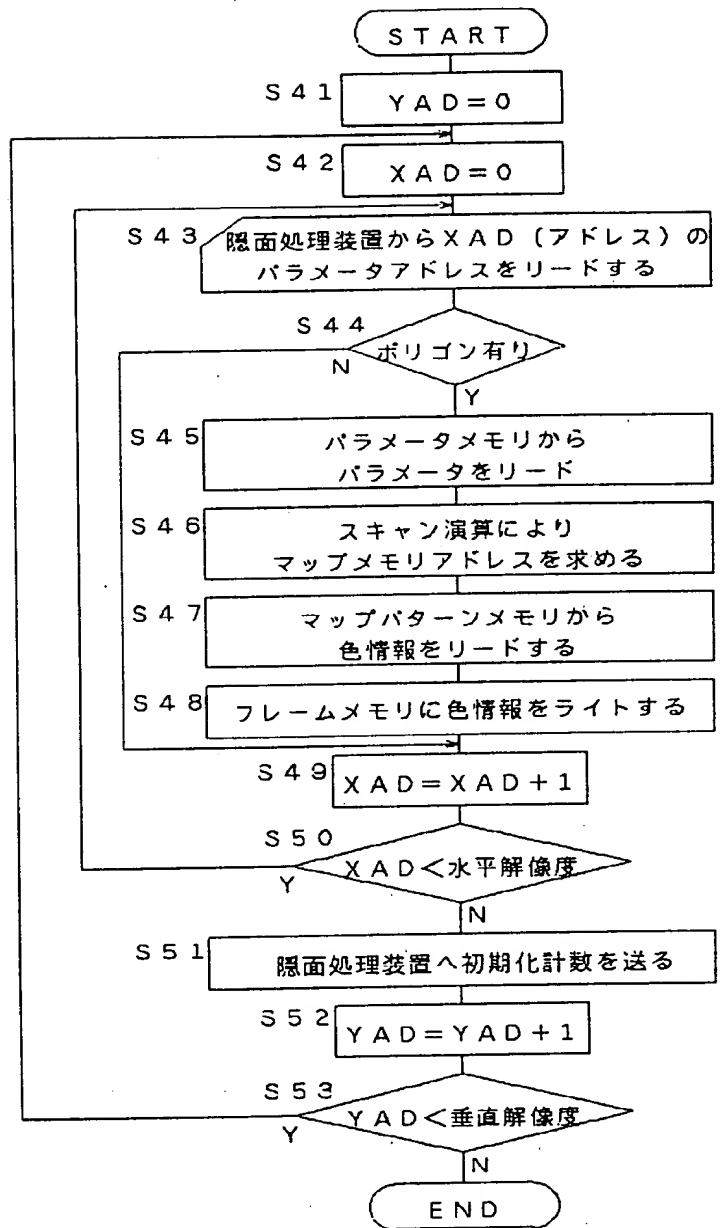 START
S41
YAD=0
S42
XAD=0
S43
隠面処理装置からXAD(アドレス)の
パラメータアドレスをリードする
S44
ポリゴン有り
N
Y
S45
パラメータメモリから
パラメータをリード
S46
スキャン演算により
マップメモリアドレスを求める
S47
マップパターンメモリから
色情報をリードする
S48
フレームメモリに色情報をライトする
S49
XAD=XAD+1
S50
XAD<水平解像度
Y
N
S51
隠面処理装置へ初期化計数を送る
S52
YAD=YAD+1
S53
YAD<垂直解像度
Y
N
END